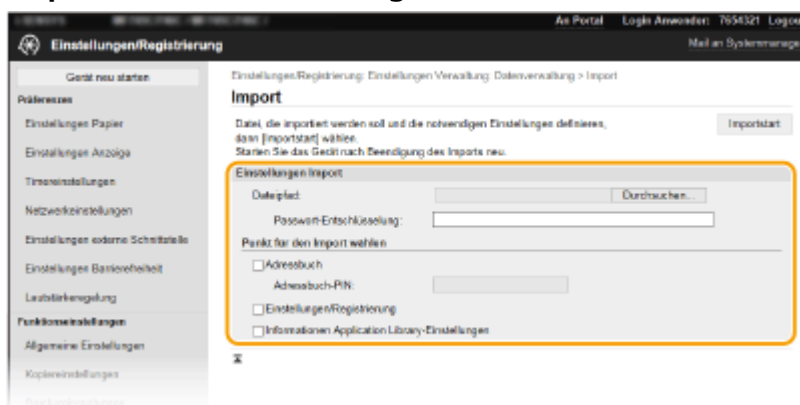 An Portal Login Anwender: 7654321 Logou
Einstellungen/Registrierung
Mail an Systemmanage
Gerät neu starten
Präferenzen
Einstellungen Papier
Einstellungen Anzeige
Timereinstellungen
Netzwerkeinstellungen
Einstellungen externe Schnittstelle
Einstellungen Barrierefreiheit
Lautstärkeregelung
Funktionseinstellungen
Allgemeine Einstellungen
Kopiereinstellungen
Einstellungen/Registrierung: Einstellungen Verwaltung: Datenverwaltung > Import
Import
Datei, die importiert werden soll und die notwendigen Einstellungen definieren,
dann [Importstart] wählen.
Starten Sie das Gerät nach Beendigung des Imports neu.
Importstart
Einstellungen Import
Dateipfad:
Durchsuchen...
Passwort-Entschlüsselung:
Punkt für den Import wählen
Adressbuch
Adressbuch-PIN:
Einstellungen/Registrierung
Informationen Application Library-Einstellungen